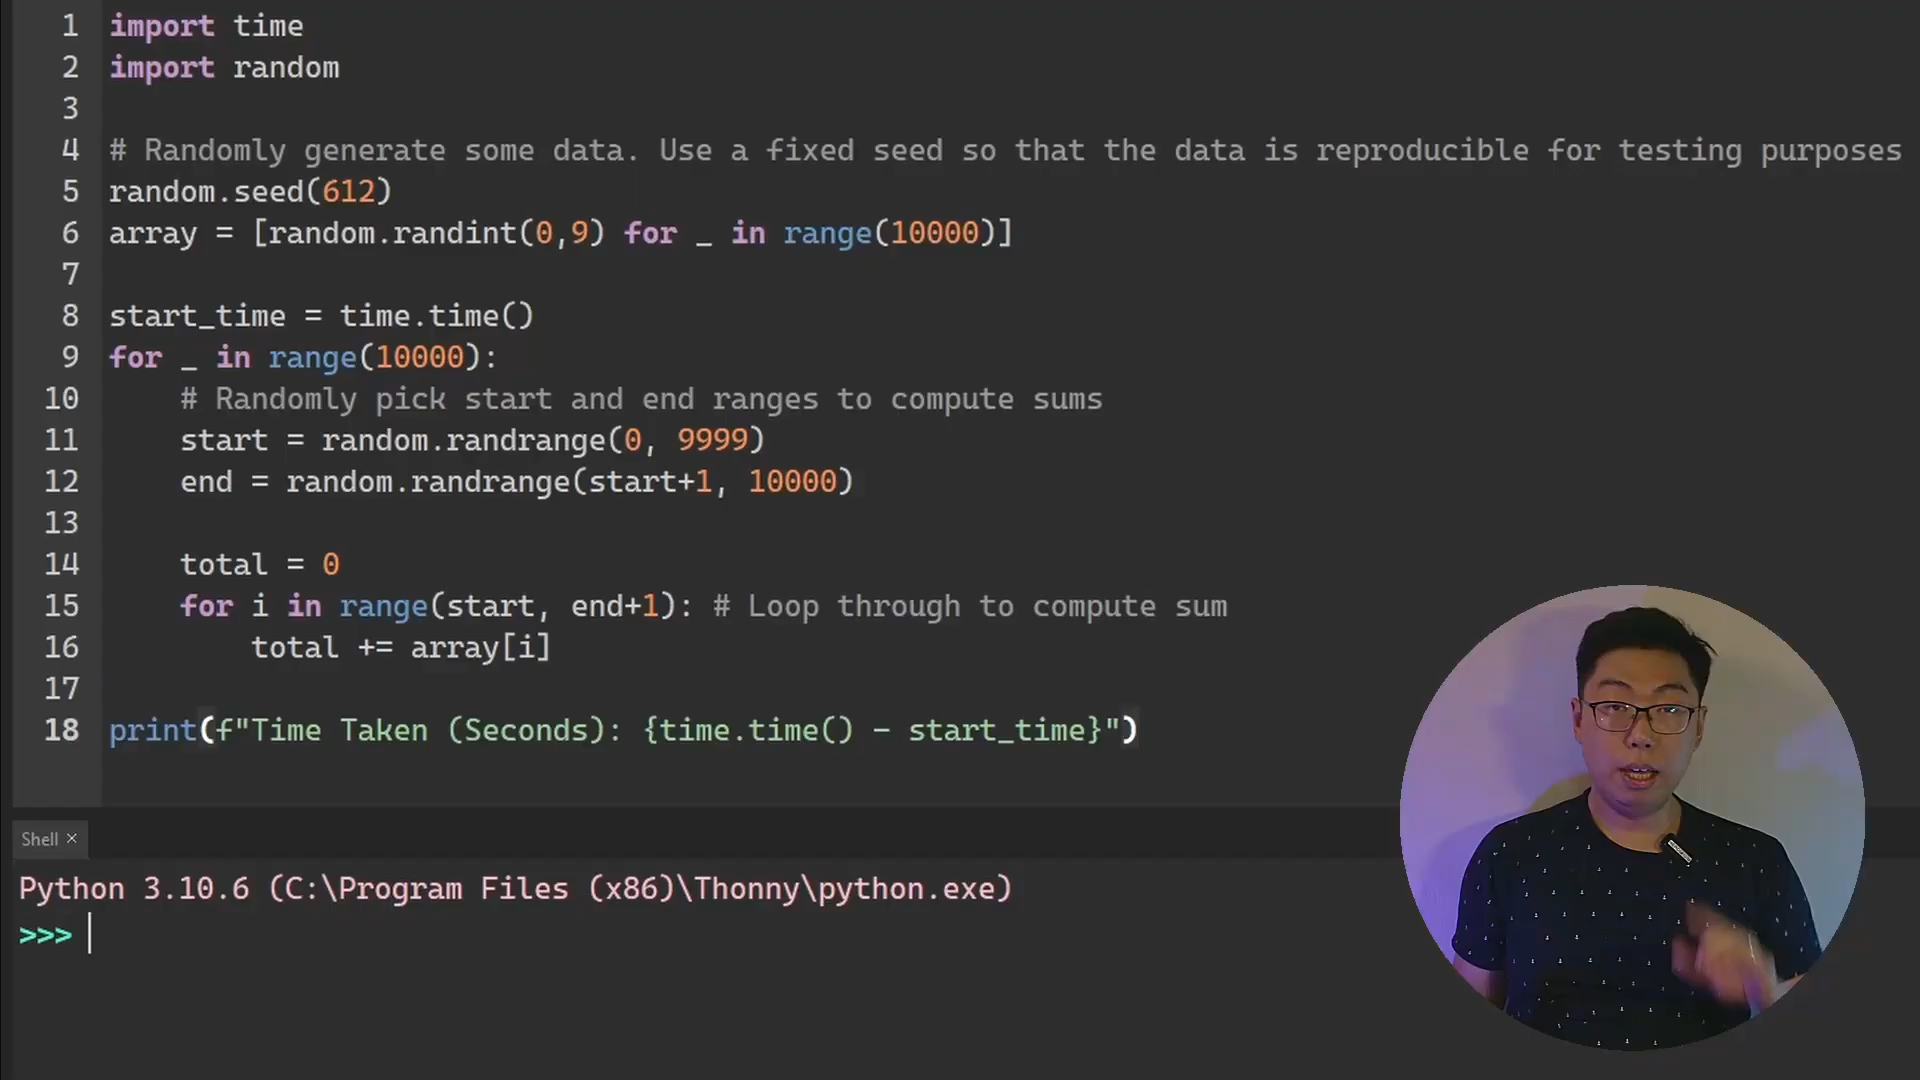 1 import time
2 import random
3
4 # Randomly generate some data. Use a fixed seed so that the data is reproducible for testing purposes
5 random.seed(612)
6 array = [random.randint(0,9) for _ in range(10000)]
7
8 start_time = time.time()
9 for _ in range(10000):
10     # Randomly pick start and end ranges to compute sums
11     start = random.randrange(0, 9999)
12     end = random.randrange(start+1, 10000)
13
14     total = 0
15     for i in range(start, end+1): # Loop through to compute sum
16         total += array[i]
17
18 print(f"Time Taken (Seconds): {time.time() - start_time}")
Shell ×
Python 3.10.6 (C:\Program Files (x86)\Thonny\python.exe)
>>>